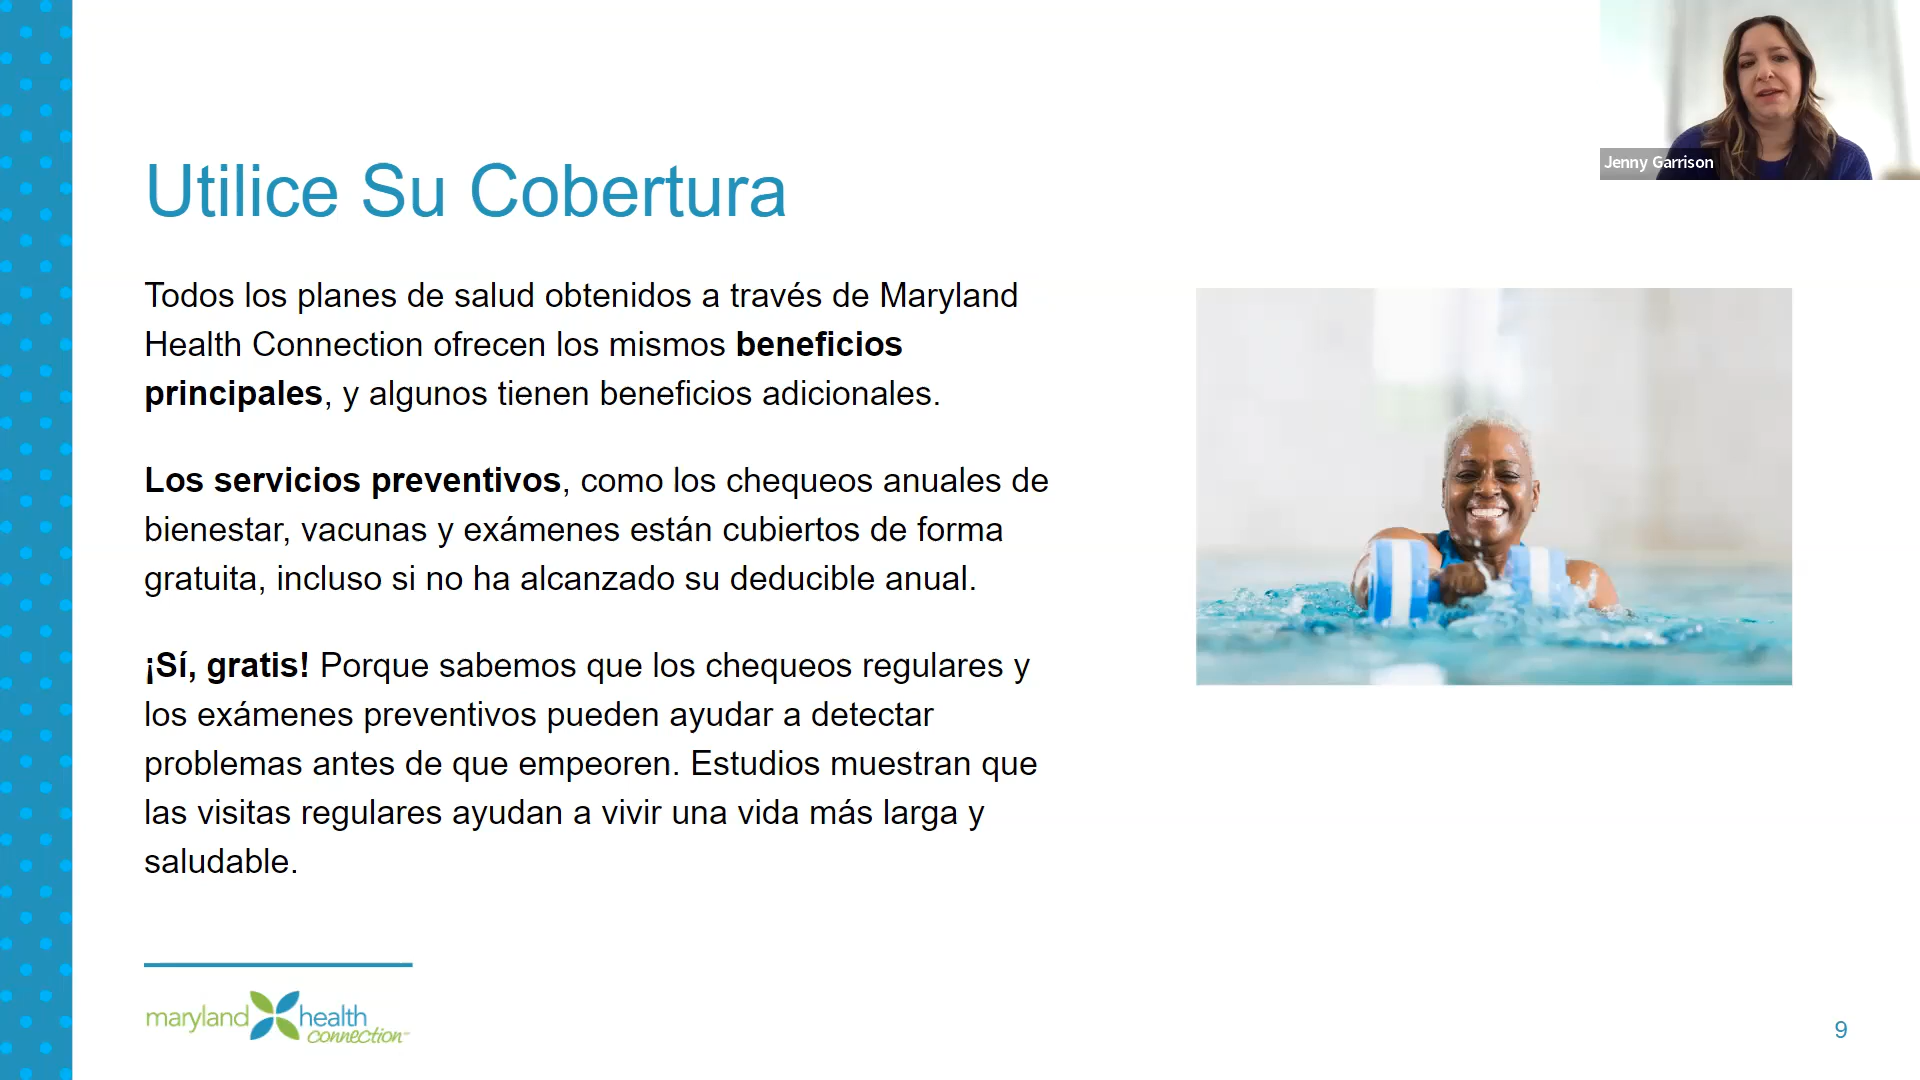 Jenny Garrison
Utilice Su Cobertura
Todos los planes de salud obtenidos a través de Maryland
Health Connection ofrecen los mismos beneficios
principales, y algunos tienen beneficios adicionales.
Los servicios preventivos, como los chequeos anuales de
bienestar, vacunas y exámenes están cubiertos de forma
gratuita, incluso si no ha alcanzado su deducible anual.
¡Sí, gratis! Porque sabemos que los chequeos regulares y
los exámenes preventivos pueden ayudar a detectar
problemas antes de que empeoren. Estudios muestran que
las visitas regulares ayudan a vivir una vida más larga y
saludable.
maryland health
connection
9